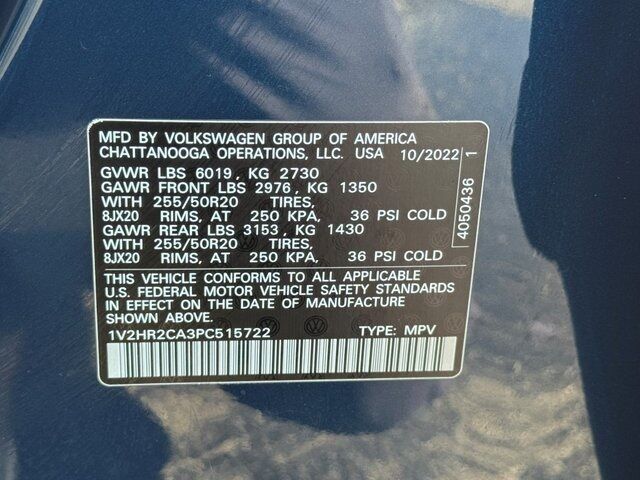 MFD BY VOLKSWAGEN GROUP OF AMERICA
CHATTANOOGA OPERATIONS, LLC. USA 10/2022
GVWR LBS 6019, KG 2730
GAWR FRONT LBS 2976, KG 1350
WITH 255/50R20 TIRES,
8JX20 RIMS, AT 250 KPA, 36 PSI COLD
GAWR REAR LBS 3153, KG 1430
WITH 255/50R20 TIRES,
8JX20 RIMS, AT 250 KPA, 36 PSI COLD
THIS VEHICLE CONFORMS TO ALL APPLICABLE
U.S. FEDERAL MOTOR VEHICLE SAFETY STANDARDS
IN EFFECT ON THE DATE OF MANUFACTURE
SHOWN ABOVE.
1V2HR2CA3PC515722 TYPE: MPV
4050436 1